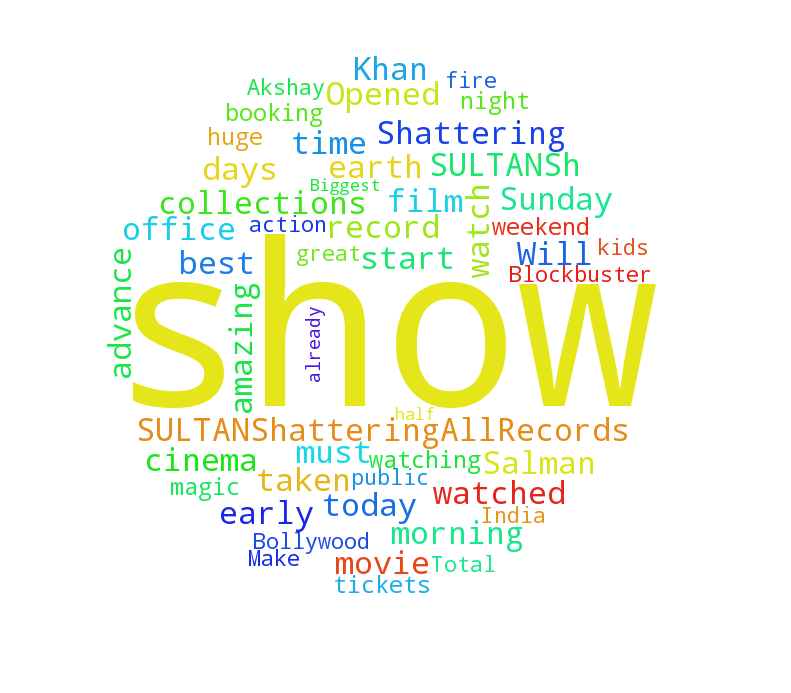 Khan
Akshay
fire
Opened
night
booking
huge
time
Shattering
days
earth
SULTANSh
Biggest
collections
film
watch
Sunday
office
action
record
weekend
best
great
start
Will
kids
Blockbuster
advance
amazing
already
show
half
SULTANShatteringAllRecords
cinema
must
watching
Salman
magic
taken
public
watched
early
today
India
morning
Bollywood
Make
movie
Total
tickets